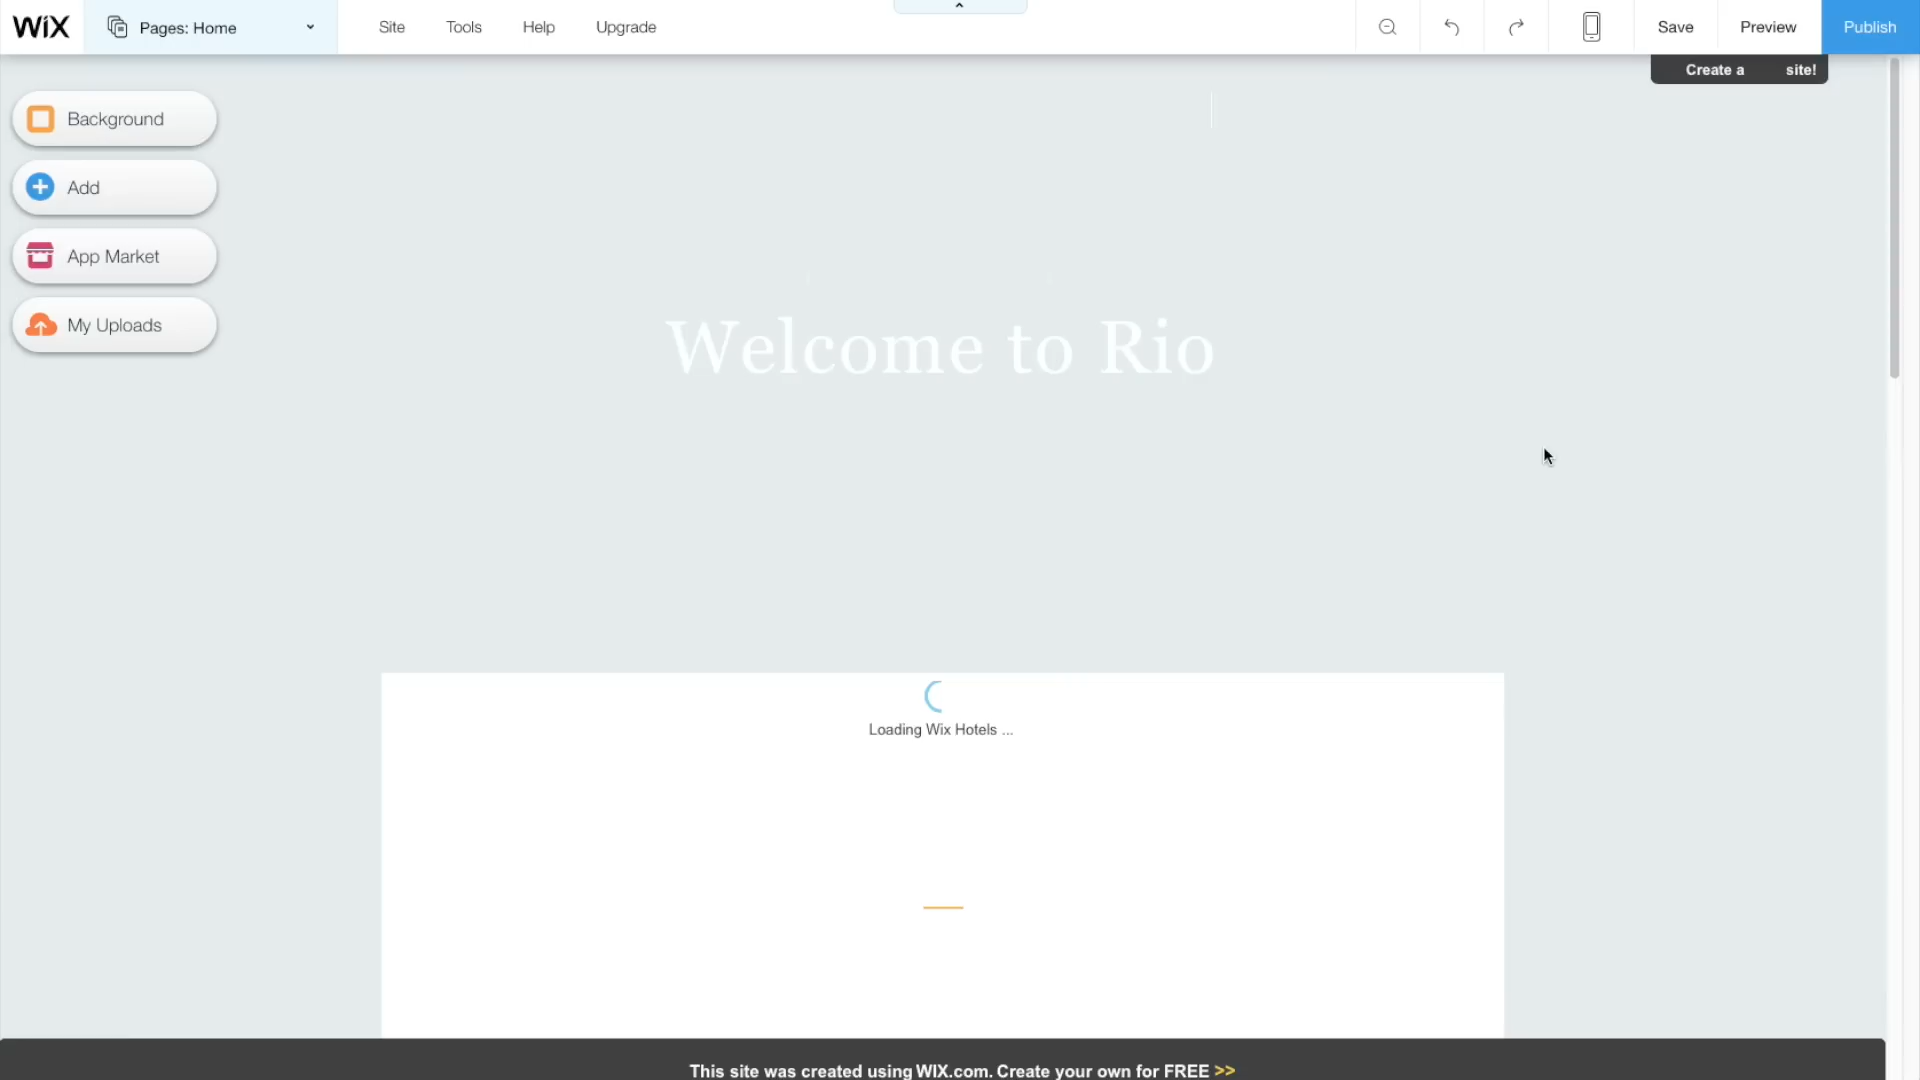 WiX Pages: Home Site Tools Help Upgrade Save Preview Publish
Create a site!
Background
Add
App Market
My Uploads
Welcome to Rio
Loading Wix Hotels ...
This site was created using WIX.com. Create your own for FREE >>